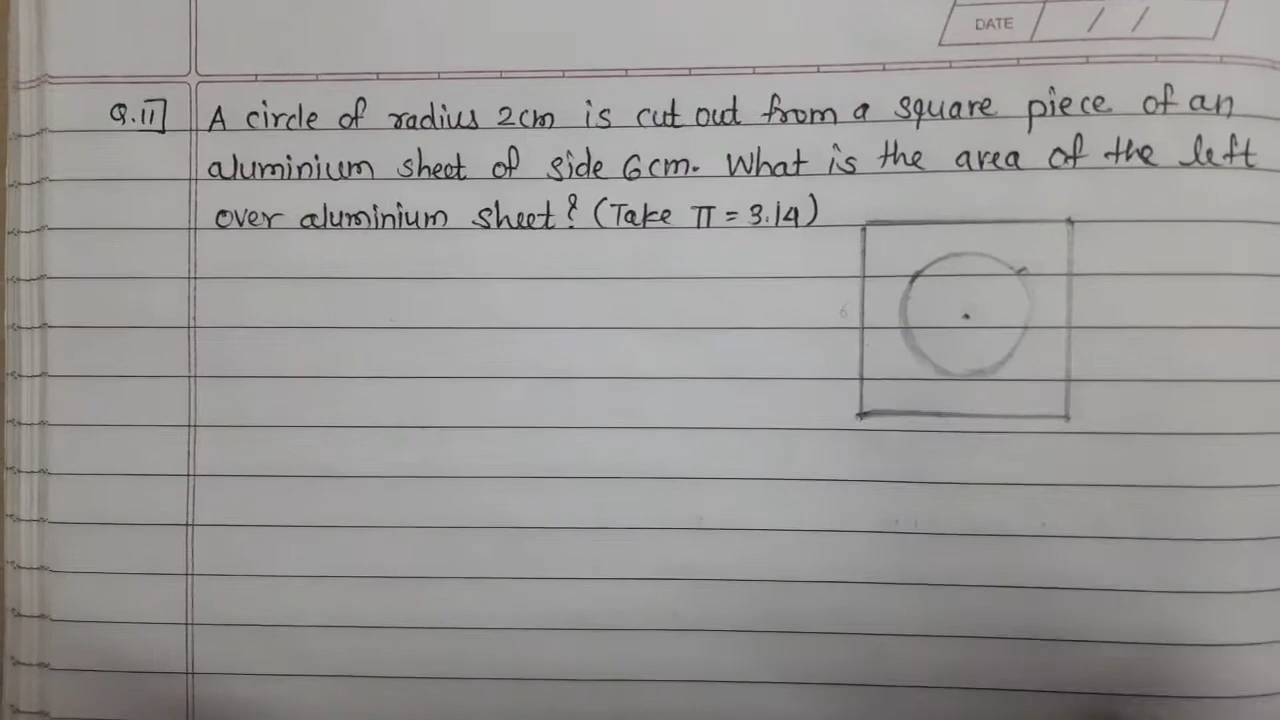 DATE / /
Q.11] A circle of radius 2cm is cut out from a square piece of an
aluminium sheet of side 6cm. What is the area of the left
over aluminium sheet? (Take π = 3.14)
6